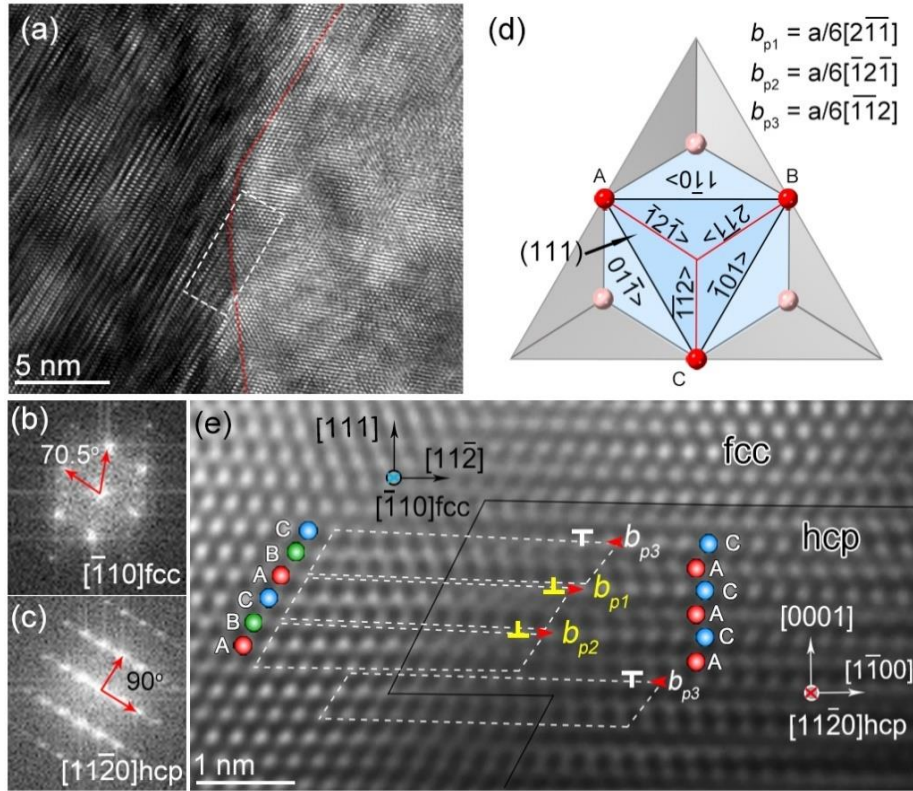 (a)
5 nm
(b)
70.5°
[1̄10]fcc
(c)
90°
[112̄0]hcp
(d)
b_p1 = a/6[21̄1̄]
b_p2 = a/6[1̄21̄]
b_p3 = a/6[1̄1̄2]
A
B
11̄0>
1̄21̄>
21̄1̄>
(111)
011̄>
1̄1̄2>
1̄01>
C
(e)
[111]
[112̄]
[1̄10]fcc
fcc
hcp
C
B
A
C
B
A
b_p3
b_p1
b_p2
b_p3
C
A
C
A
C
A
[0001]
[11̄00]
[112̄0]hcp
1 nm